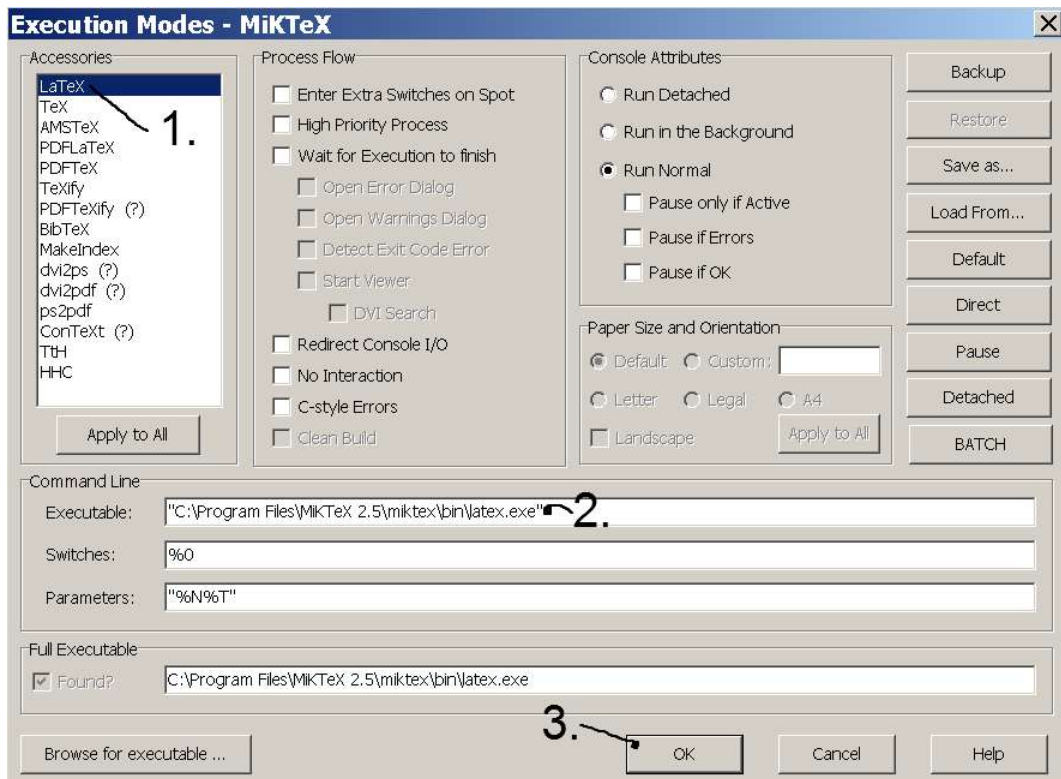 Execution Modes - MiKTeX
Accessories
LaTeX
TeX
AMSTeX
PDFLaTeX
PDFTeX
TeXify
PDFTeXify (?)
BibTeX
MakeIndex
dvi2ps (?)
dvi2pdf (?)
ps2pdf
ConTeXt (?)
TtH
HHC
1.
Apply to All
Process Flow
Enter Extra Switches on Spot
High Priority Process
Wait for Execution to finish
Open Error Dialog
Open Warnings Dialog
Detect Exit Code Error
Start Viewer
DVI Search
Redirect Console I/O
No Interaction
C-style Errors
Clean Build
Console Attributes
Run Detached
Run in the Background
Run Normal
Pause only if Active
Pause if Errors
Pause if OK
Paper Size and Orientation
Default Custom:
Letter Legal A4
Landscape Apply to All
Backup
Restore
Save as...
Load From...
Default
Direct
Pause
Detached
BATCH
Command Line
Executable: "C:\Program Files\MiKTeX 2.5\miktex\bin\latex.exe" 2.
Switches: %0
Parameters: "%N%T"
Full Executable
Found? C:\Program Files\MiKTeX 2.5\miktex\bin\latex.exe
3.
Browse for executable ... OK Cancel Help